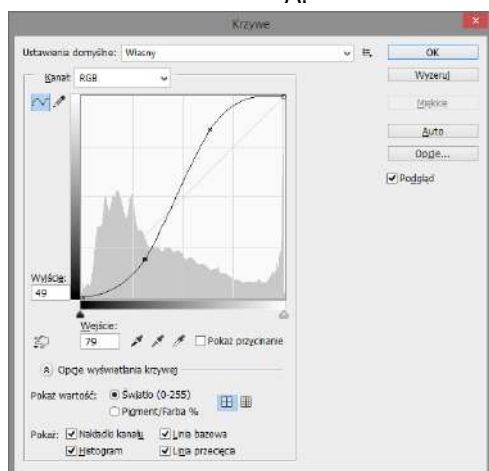 A.
Krzywe
Ustawienia domyślne: Własny
OK
Kanał: RGB
Wyzeruj
Miękkie
Auto
Opcje...
Podgląd
Wyjście:
49
Wejście:
79
Pokaż przycinanie
Opcje wyświetlania krzywej
Pokaż wartość: Światło (0-255)
Pigment/Farba %
Pokaż: Nakładki kanału Linia bazowa
Histogram Linia przecięcia